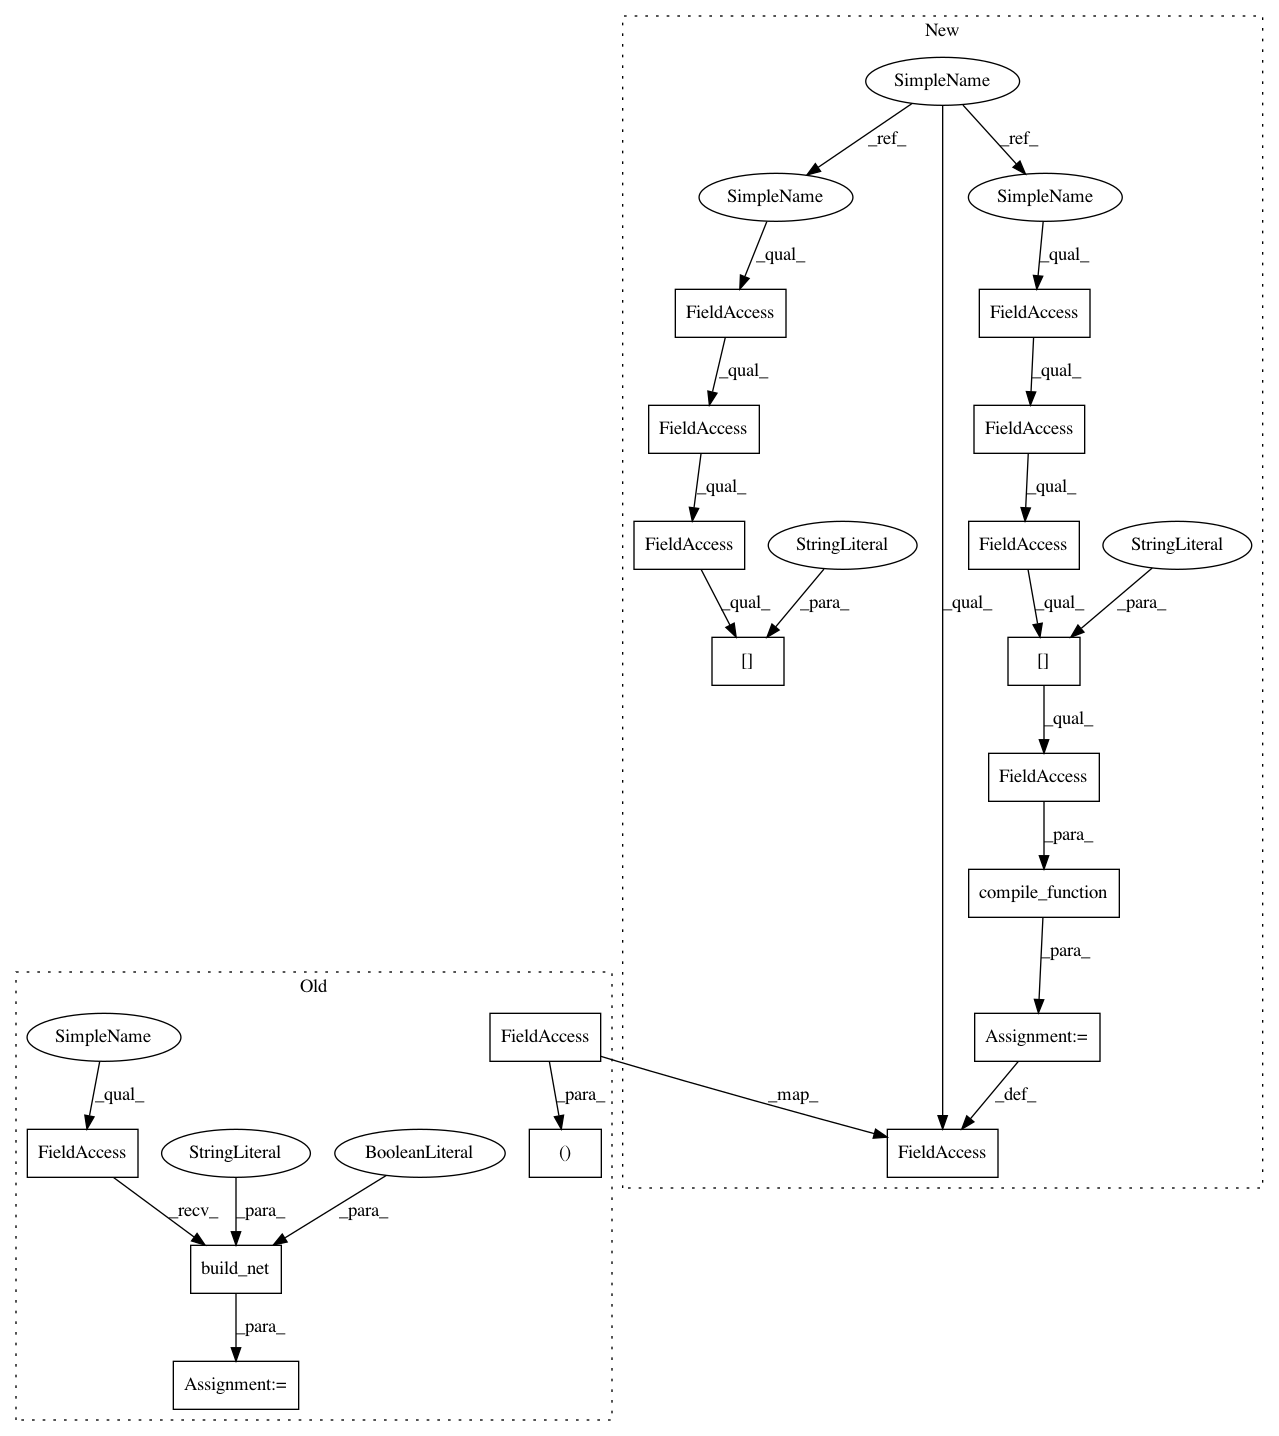 New
SimpleName
_ref_
_ref_
SimpleName
SimpleName
_qual_
_qual_
FieldAccess
FieldAccess
_qual_
_qual_
FieldAccess
FieldAccess
_qual_
_qual_
FieldAccess
StringLiteral
FieldAccess
StringLiteral
_qual_
_para_
_qual_
_qual_
_para_
[]
[]
_qual_
FieldAccess
_para_
compile_function
_para_
Old
SimpleName
FieldAccess
Assignment:=
_qual_
_para_
_map_
_def_
FieldAccess
StringLiteral
BooleanLiteral
()
FieldAccess
_recv_
_para_
_para_
build_net
_para_
Assignment:=